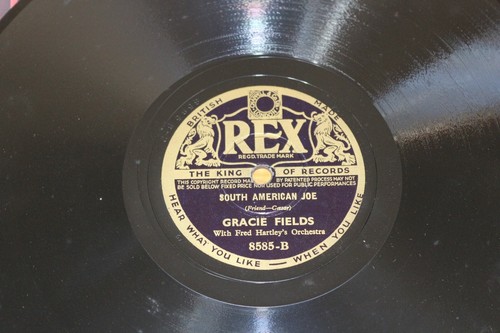 BRITISH MADE
REX
REGD. TRADE MARK
THE KING OF RECORDS
THIS COPYRIGHT RECORD MA BY PATENTED PROCESS MAY NOT
BE SOLD BELOW FIXED PRICE NOR USED FOR PUBLIC PERFORMANCES
SOUTH AMERICAN JOE
(Friend—Caesar)
GRACIE FIELDS
With Fred Hartley's Orchestra
8585-B
HEAR WHAT YOU LIKE — WHEN YOU LIKE